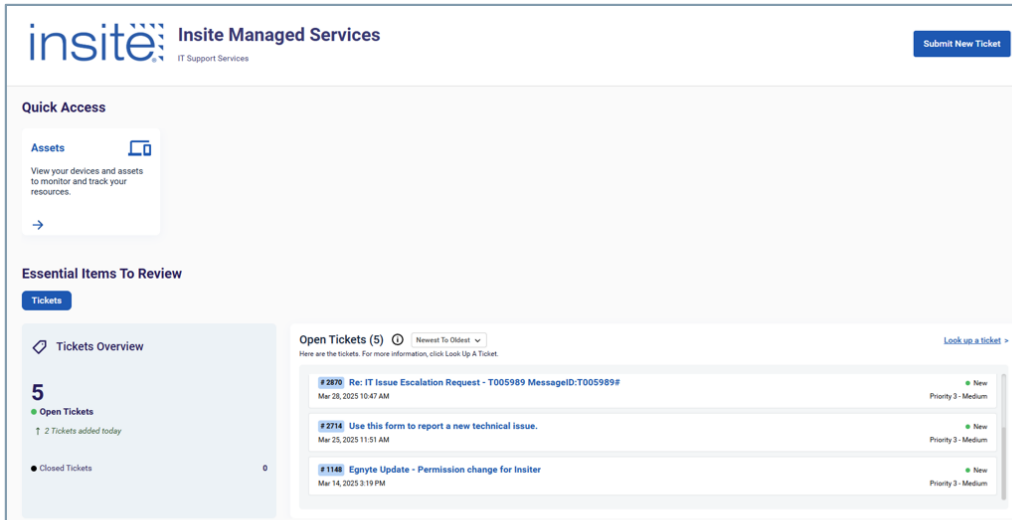 insite
Insite Managed Services
IT Support Services
Submit New Ticket
Quick Access
Assets
View your devices and assets
to monitor and track your
resources.
Essential Items To Review
Tickets
Tickets Overview
5
Open Tickets
↑ 2 Tickets added today
Closed Tickets 0
Open Tickets (5) Newest To Oldest
Look up a ticket >
Here are the tickets. For more information, click Look Up A Ticket.
# 2870 Re: IT Issue Escalation Request - T005989 MessageID:T005989# New
Mar 28, 2025 10:47 AM Priority 3 - Medium
# 2714 Use this form to report a new technical issue. New
Mar 25, 2025 11:51 AM Priority 3 - Medium
# 1148 Egnyte Update - Permission change for Insiter New
Mar 14, 2025 3:19 PM Priority 3 - Medium